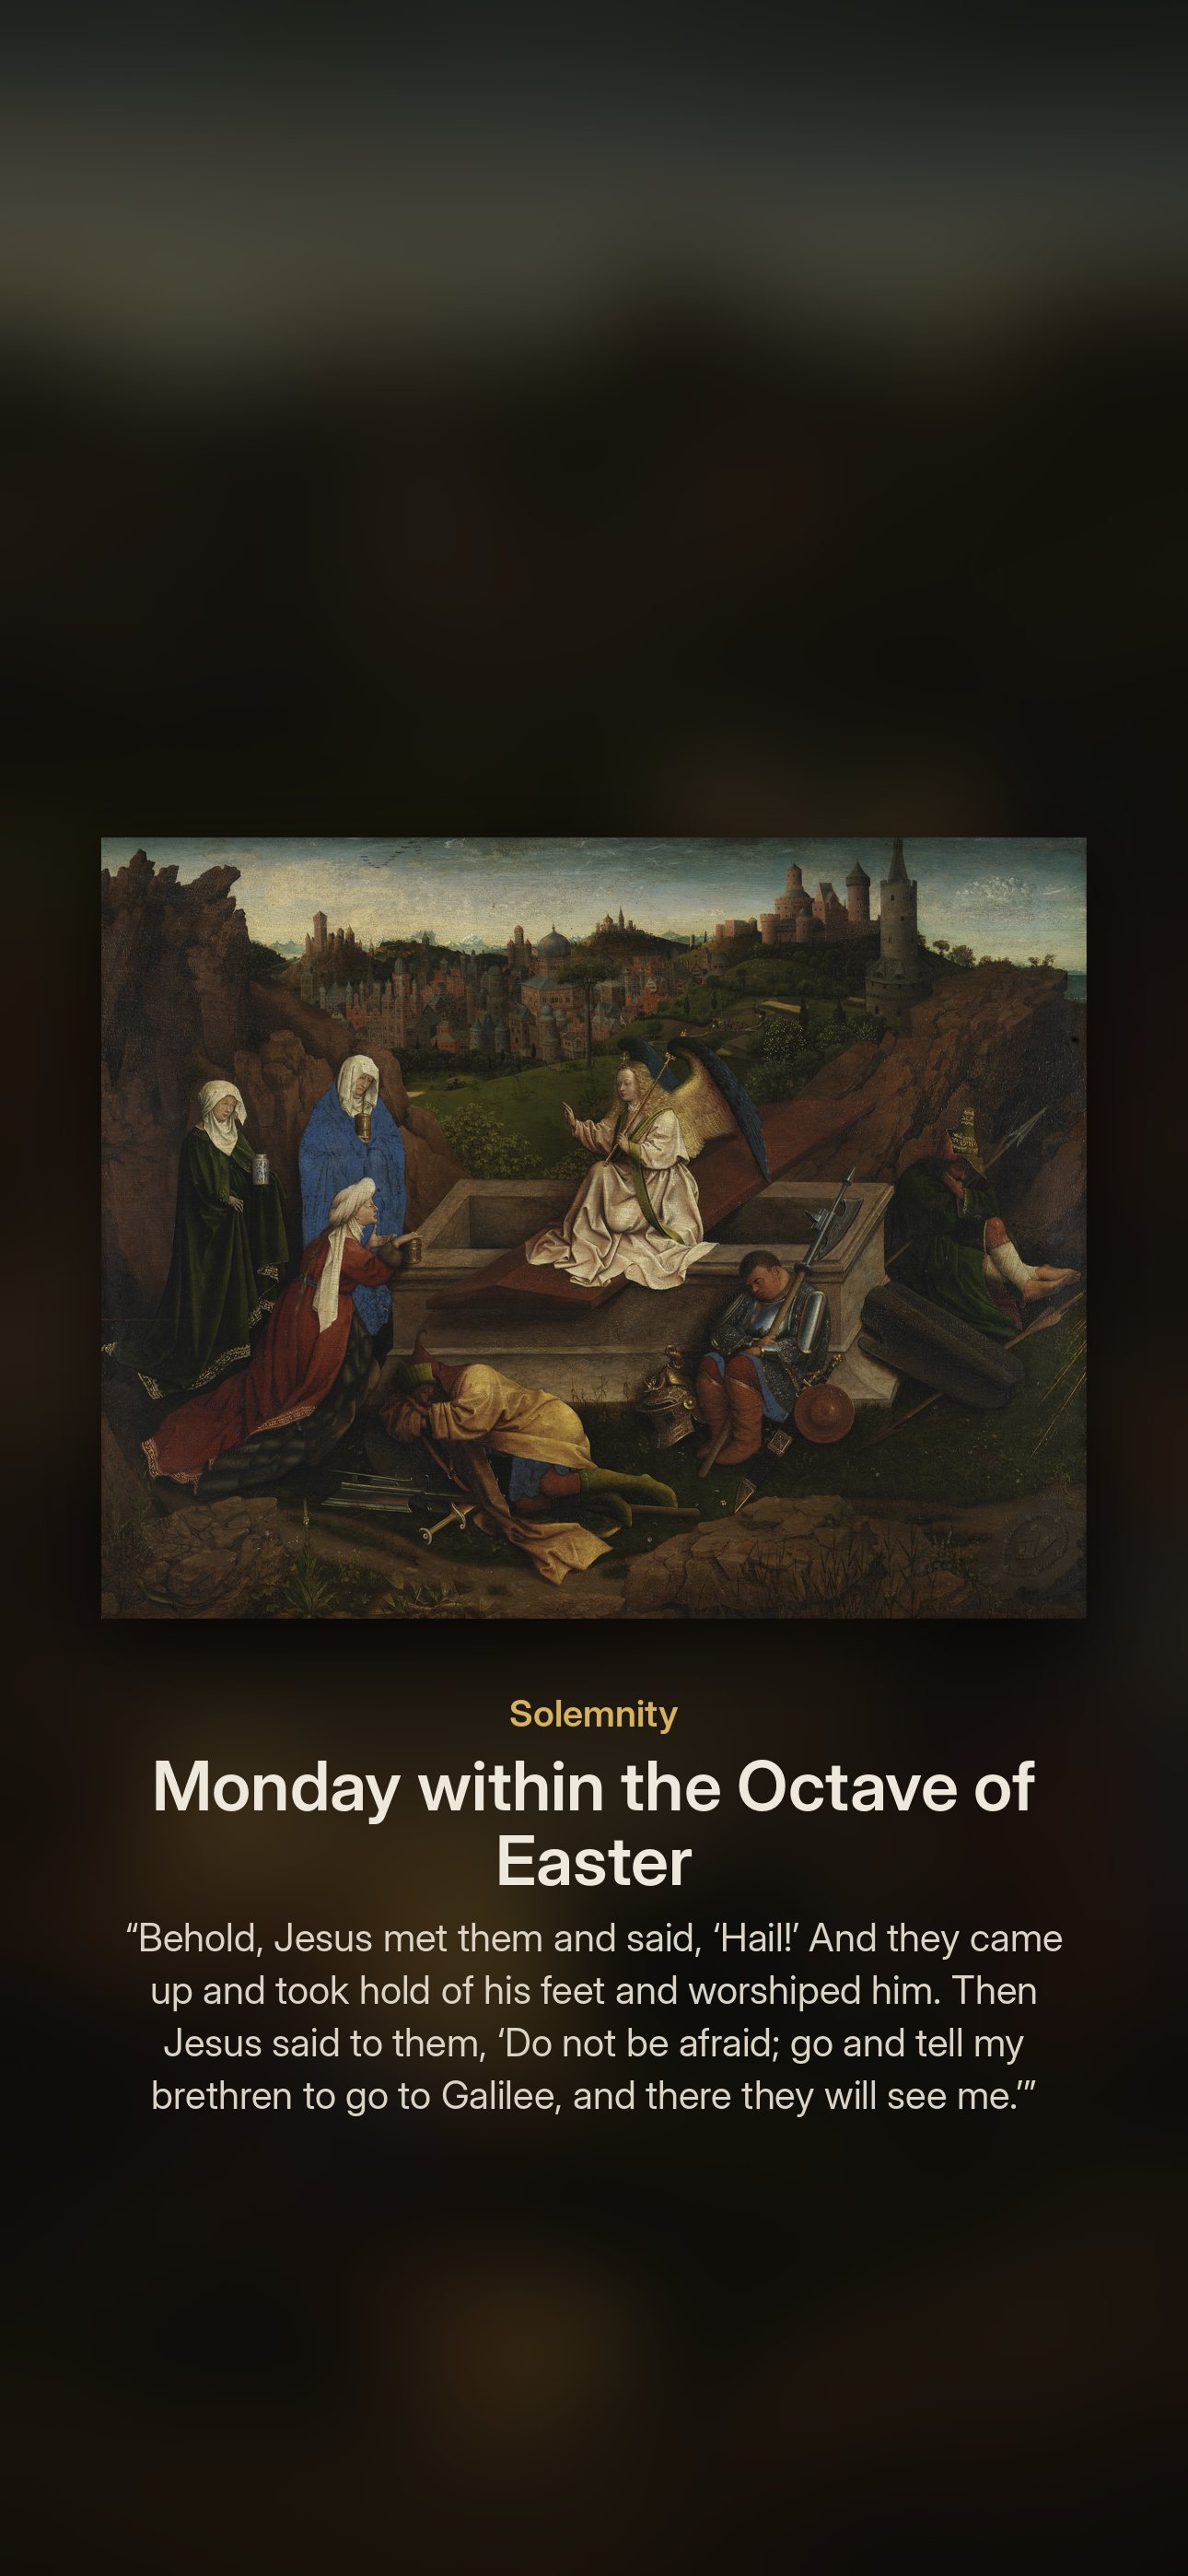 Solemnity
Monday within the Octave of
Easter
“Behold, Jesus met them and said, ‘Hail!’ And they came
up and took hold of his feet and worshiped him. Then
Jesus said to them, ‘Do not be afraid; go and tell my
brethren to go to Galilee, and there they will see me.’”